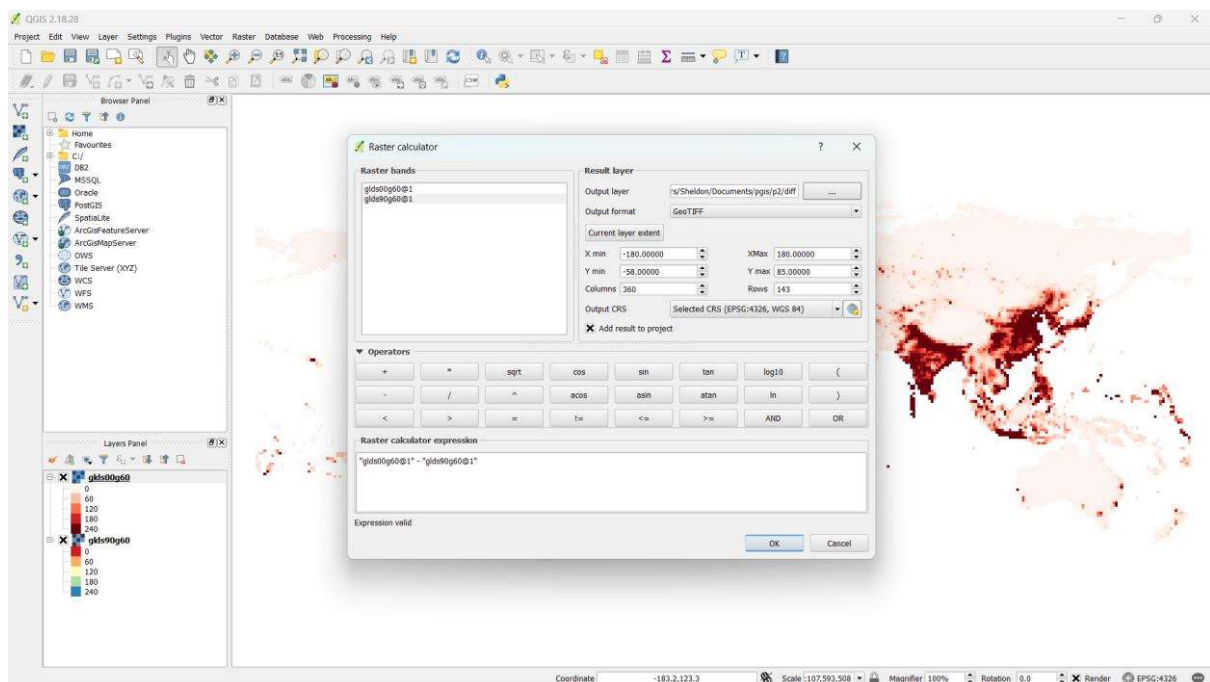 QGIS 2.18.28
Project Edit View Layer Settings Plugins Vector Raster Database Web Processing Help
Browser Panel
Home
Favourites
C:/
DB2
MSSQL
Oracle
PostGIS
SpatiaLite
ArcGisFeatureServer
ArcGisMapServer
OWS
Tile Server (XYZ)
WCS
WFS
WMS
Layers Panel
glds00g60
0
60
120
180
240
glds90g60
0
60
120
180
240
Raster calculator
Raster bands
glds00g60@1
glds90g60@1
Result layer
Output layer rs/Sheldon/Documents/pgis/p2/diff ...
Output format GeoTIFF
Current layer extent
X min -180.00000 XMax 180.00000
Y min -58.00000 Y max 85.00000
Columns 360 Rows 143
Output CRS Selected CRS (EPSG:4326, WGS 84)
Add result to project
Operators
+ * sqrt cos sin tan log10 (
- / ^ acos asin atan ln )
< > = != <= >= AND OR
Raster calculator expression
"glds00g60@1" - "glds90g60@1"
Expression valid
OK Cancel
Coordinate -183.2,123.3 Scale :107,593,508 Magnifier 100% Rotation 0.0 Render EPSG:4326